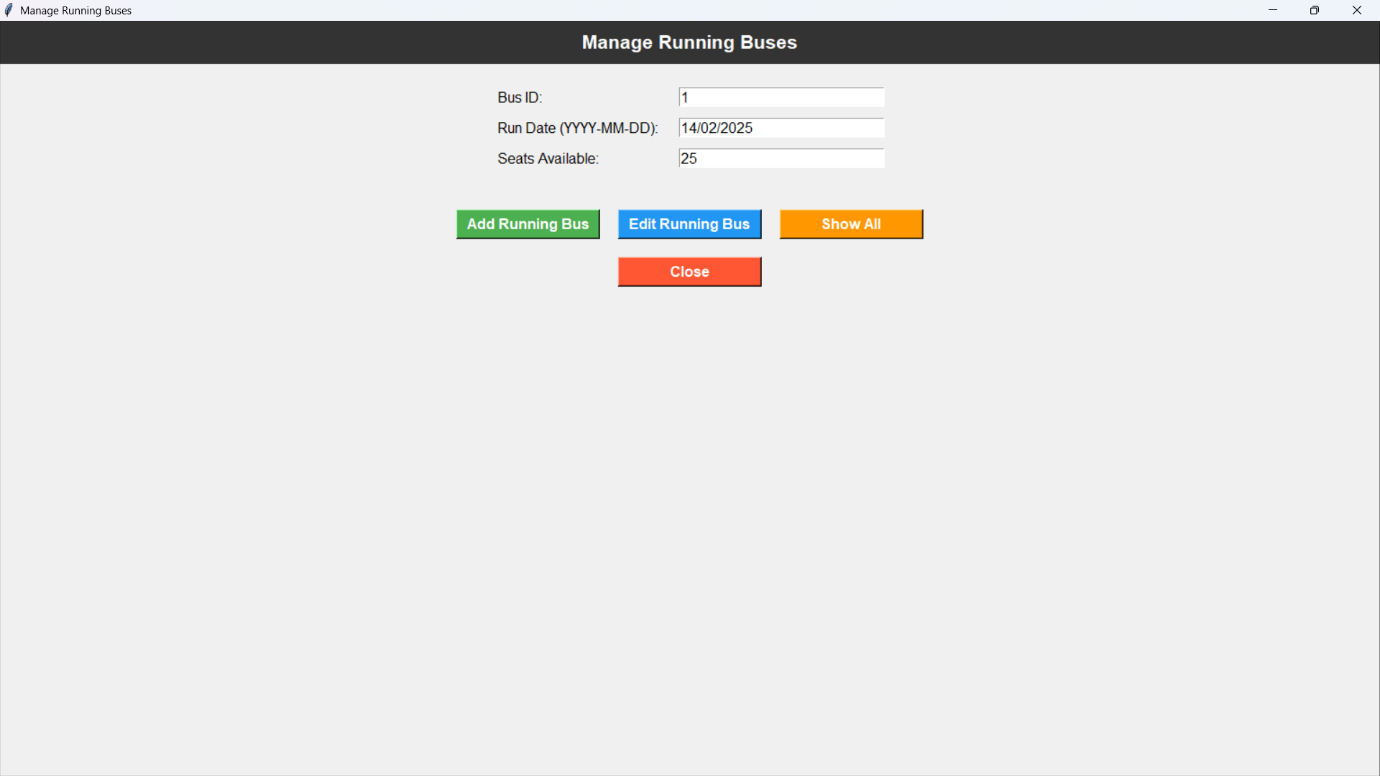 Manage Running Buses
Manage Running Buses
Bus ID: 1
Run Date (YYYY-MM-DD): 14/02/2025
Seats Available: 25
Add Running Bus Edit Running Bus Show All
Close